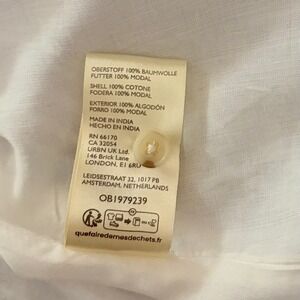 OBERSTOFF 100% BAUMWOLLE
FUTTER 100% MODAL
SHELL 100% COTONE
FODERA 100% MODAL
EXTERIOR 100% ALGODÓN
FORRO 100% MODAL
MADE IN INDIA
HECHO EN INDIA
RN 66170
CA 32054
URBN UK Ltd.
146 Brick Lane
LONDON, E1 6RU
LEIDSESTRAAT 32, 1017 PB
AMSTERDAM, NETHERLANDS
OB1979239
quefairedemesdechets.fr